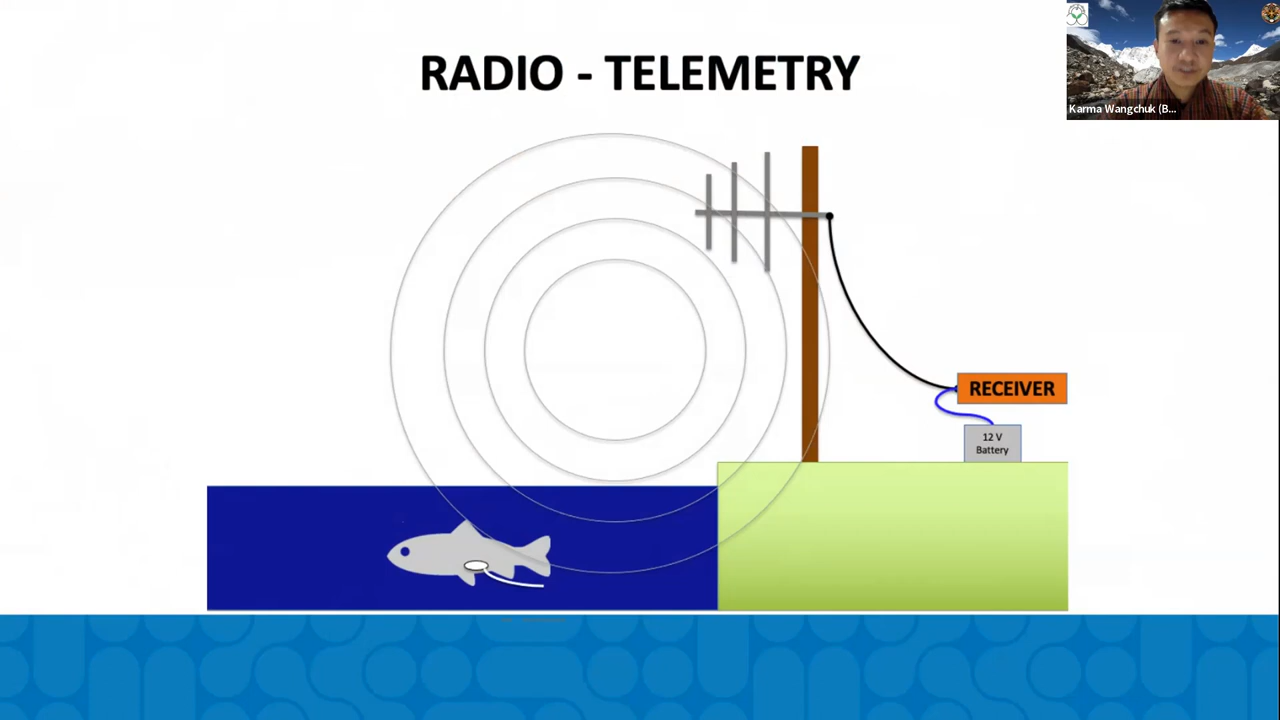 RADIO - TELEMETRY
Karma Wangchuk (B...
RECEIVER
12 V
Battery